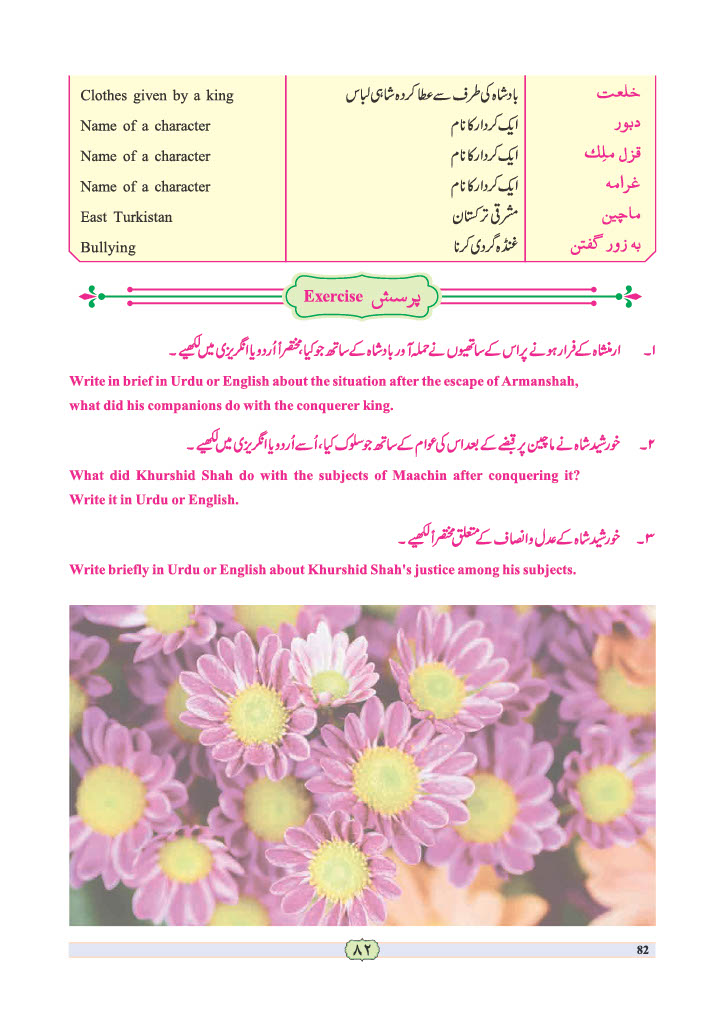 خلعت بادشاہ کی طرف سے عطا کردہ شاہی لباس Clothes given by a king
دبور ایک کردار کا نام Name of a character
قزل ملِک ایک کردار کا نام Name of a character
غرامه ایک کردار کا نام Name of a character
ماچین مشرقی ترکستان East Turkistan
به زور گفتن غنڈہ گردی کرنا Bullying
Exercise پرسش
۱۔ ارمنشاہ کے فرار ہونے پر اس کے ساتھیوں نے حملہ آور بادشاہ کے ساتھ جو کیا، مختصراً اُردو یا انگریزی میں لکھیے ۔
Write in brief in Urdu or English about the situation after the escape of Armanshah,
what did his companions do with the conquerer king.
۲۔ خورشید شاہ نے ماچین پر قبضے کے بعد اس کی عوام کے ساتھ جو سلوک کیا، اُسے اُردو یا انگریزی میں لکھیے ۔
What did Khurshid Shah do with the subjects of Maachin after conquering it?
Write it in Urdu or English.
۳۔ خورشید شاہ کے عدل و انصاف کے متعلق مختصراً لکھیے ۔
Write briefly in Urdu or English about Khurshid Shah's justice among his subjects.
۸۲
82